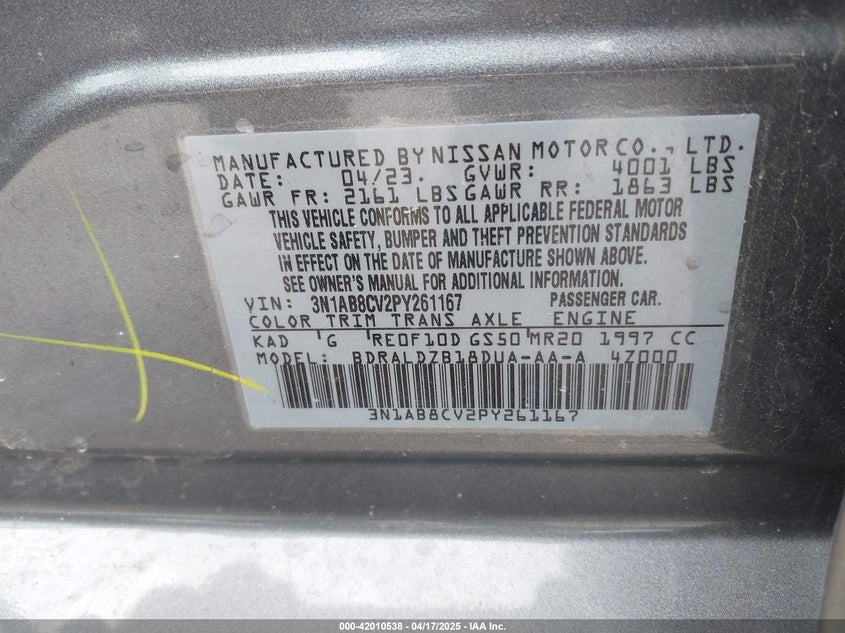 MANUFACTURED BY NISSAN MOTOR CO., LTD.
DATE: 04/23. GVWR: 4001 LBS
GAWR FR: 2161 LBS GAWR RR: 1863 LBS
THIS VEHICLE CONFORMS TO ALL APPLICABLE FEDERAL MOTOR
VEHICLE SAFETY, BUMPER AND THEFT PREVENTION STANDARDS
IN EFFECT ON THE DATE OF MANUFACTURE SHOWN ABOVE.
SEE OWNER'S MANUAL FOR ADDITIONAL INFORMATION.
VIN: 3N1AB8CV2PY261167 PASSENGER CAR.
COLOR TRIM TRANS AXLE ENGINE
KAD G RE0F10D GS50 MR20 1997 CC
MODEL: BDRALDZB18DUA-AA-A 4Z000
3N1AB8CV2PY261167
000-42010538 - 04/17/2025 - IAA Inc.